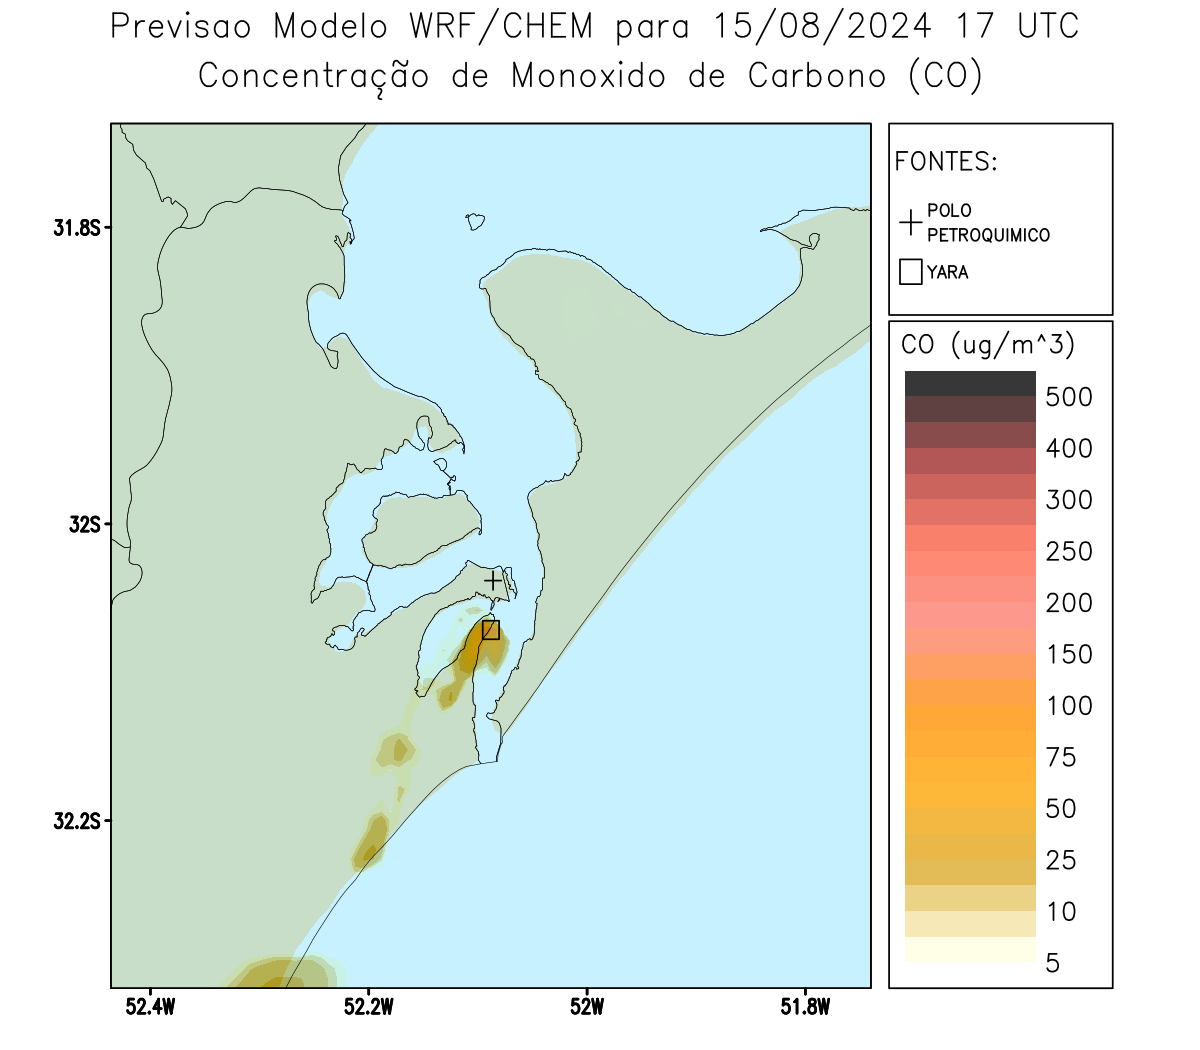 Previsao Modelo WRF/CHEM para 15/08/2024 17 UTC
Concentração de Monoxido de Carbono (CO)
31.8S
32S
32.2S
52.4W
52.2W
52W
51.8W
FONTES:
POLO
PETROQUIMICO
YARA
CO (ug/m^3)
500
400
300
250
200
150
100
75
50
25
10
5